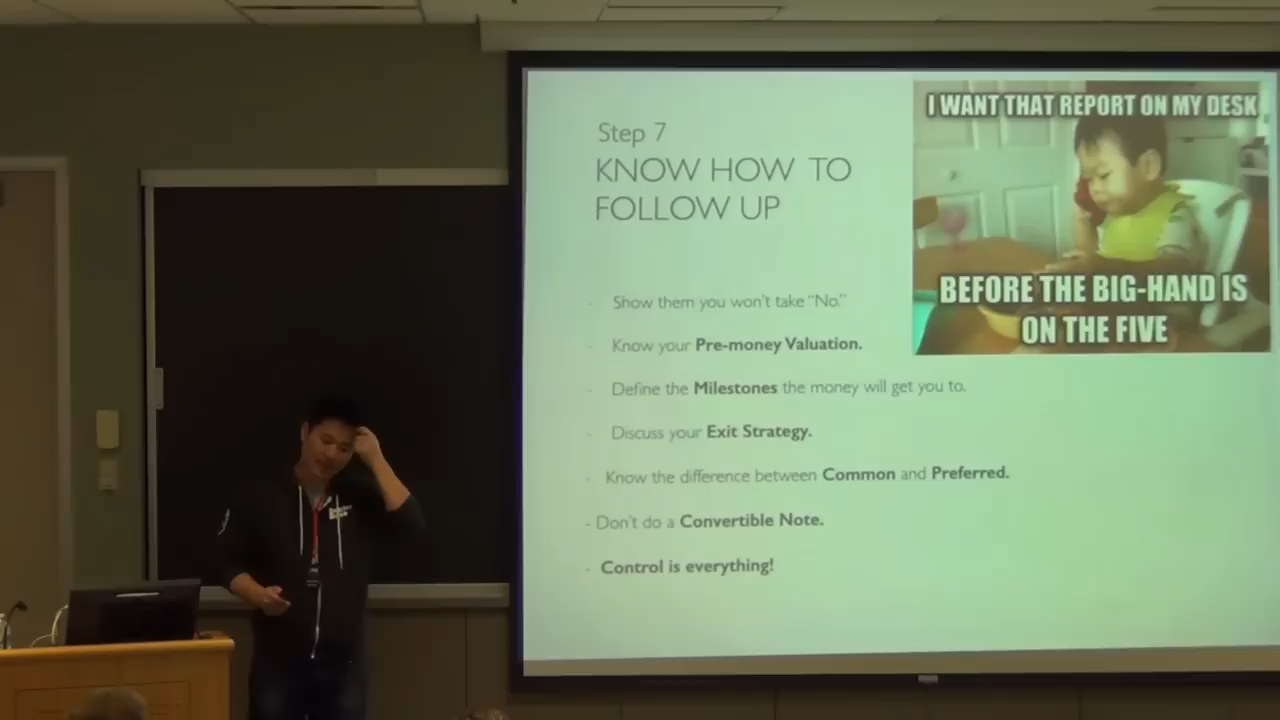 Step 7
KNOW HOW TO
FOLLOW UP
I WANT THAT REPORT ON MY DESK
BEFORE THE BIG-HAND IS
ON THE FIVE
- Show them you won't take "No."
- Know your Pre-money Valuation.
- Define the Milestones the money will get you to.
- Discuss your Exit Strategy.
- Know the difference between Common and Preferred.
- Don't do a Convertible Note.
- Control is everything!